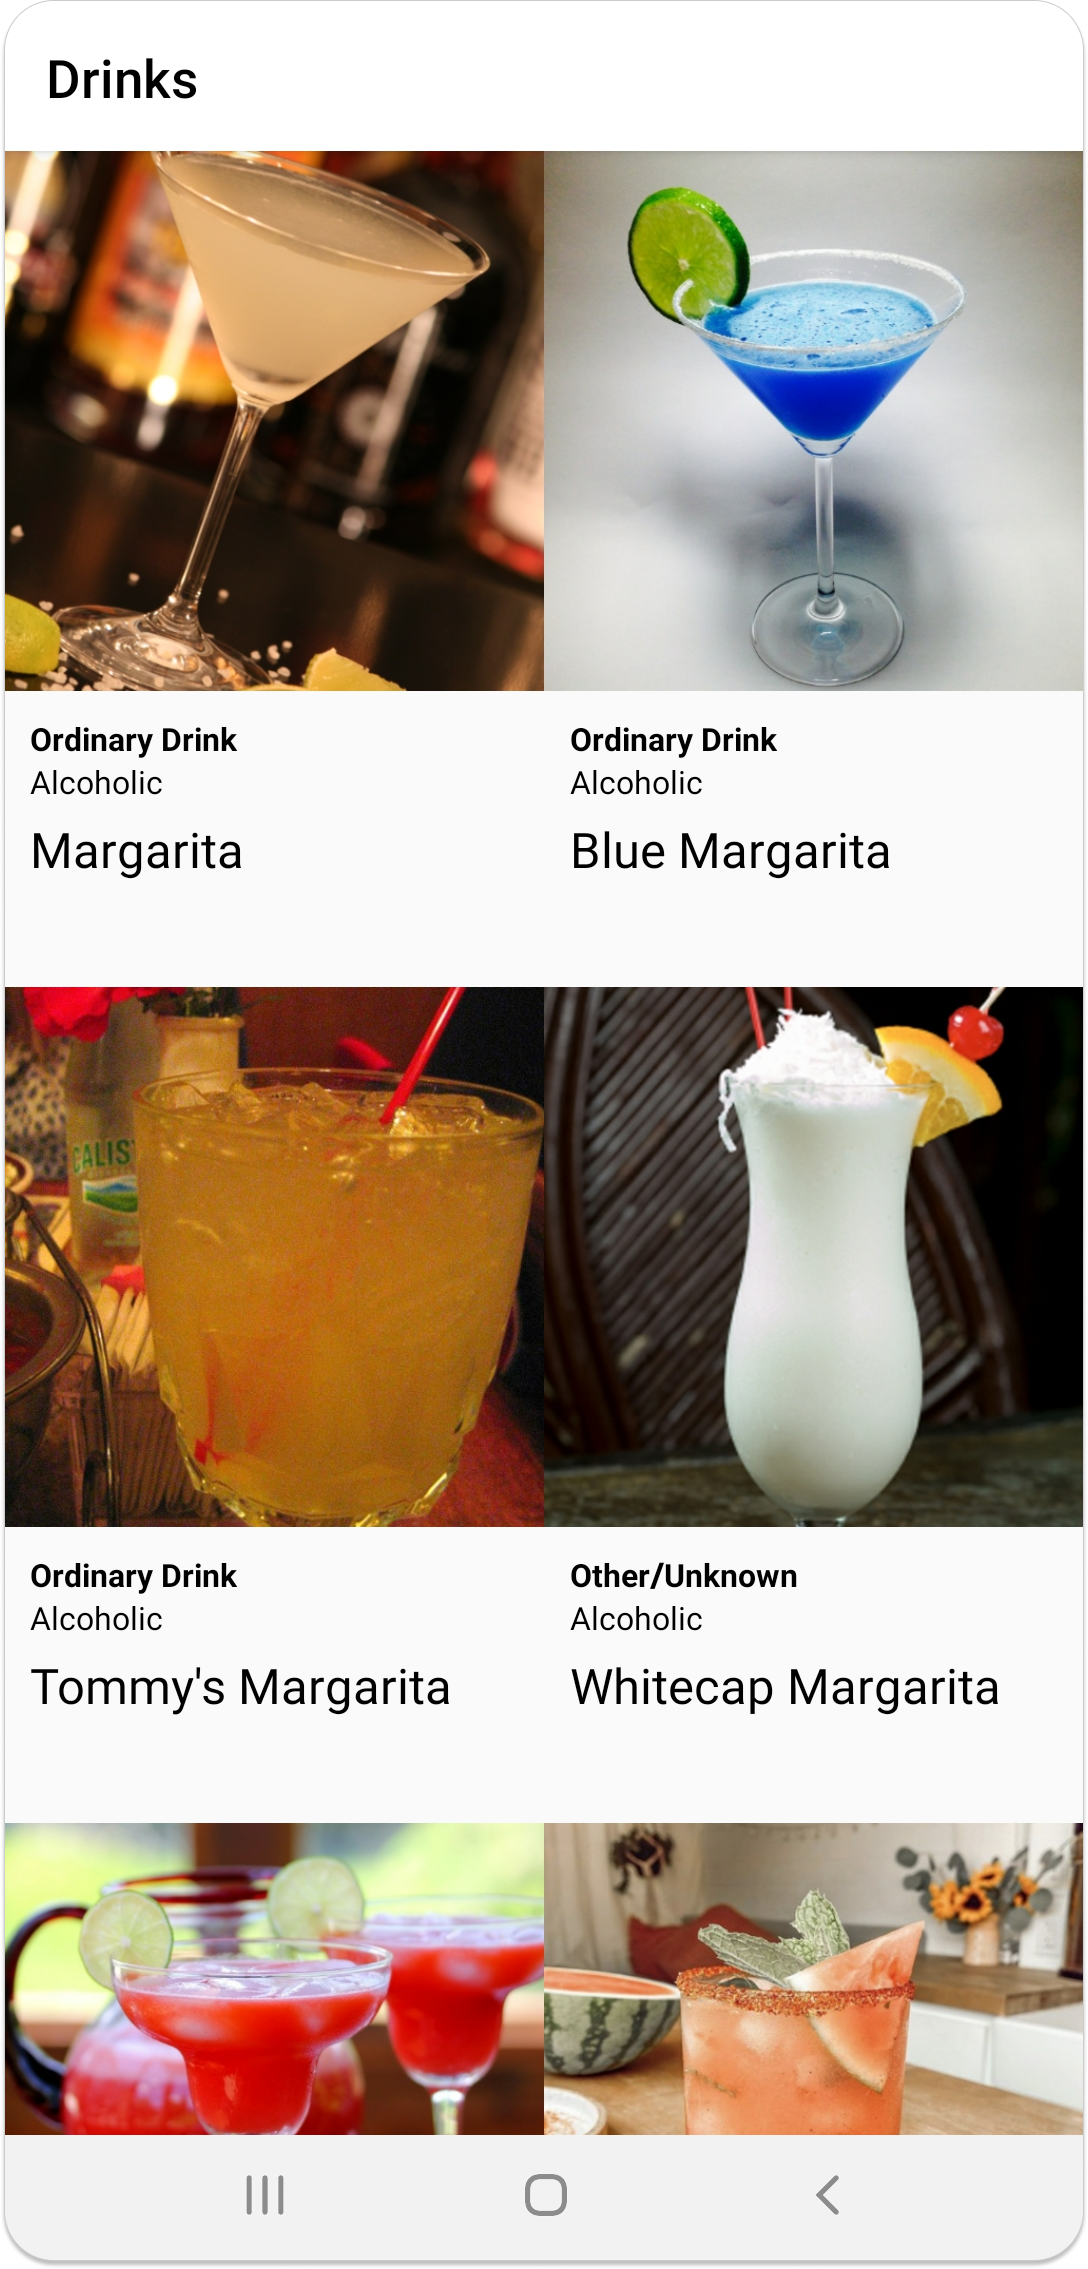 Drinks
Ordinary Drink
Alcoholic
Margarita
Ordinary Drink
Alcoholic
Blue Margarita
CALIS
Ordinary Drink
Alcoholic
Tommy's Margarita
Other/Unknown
Alcoholic
Whitecap Margarita